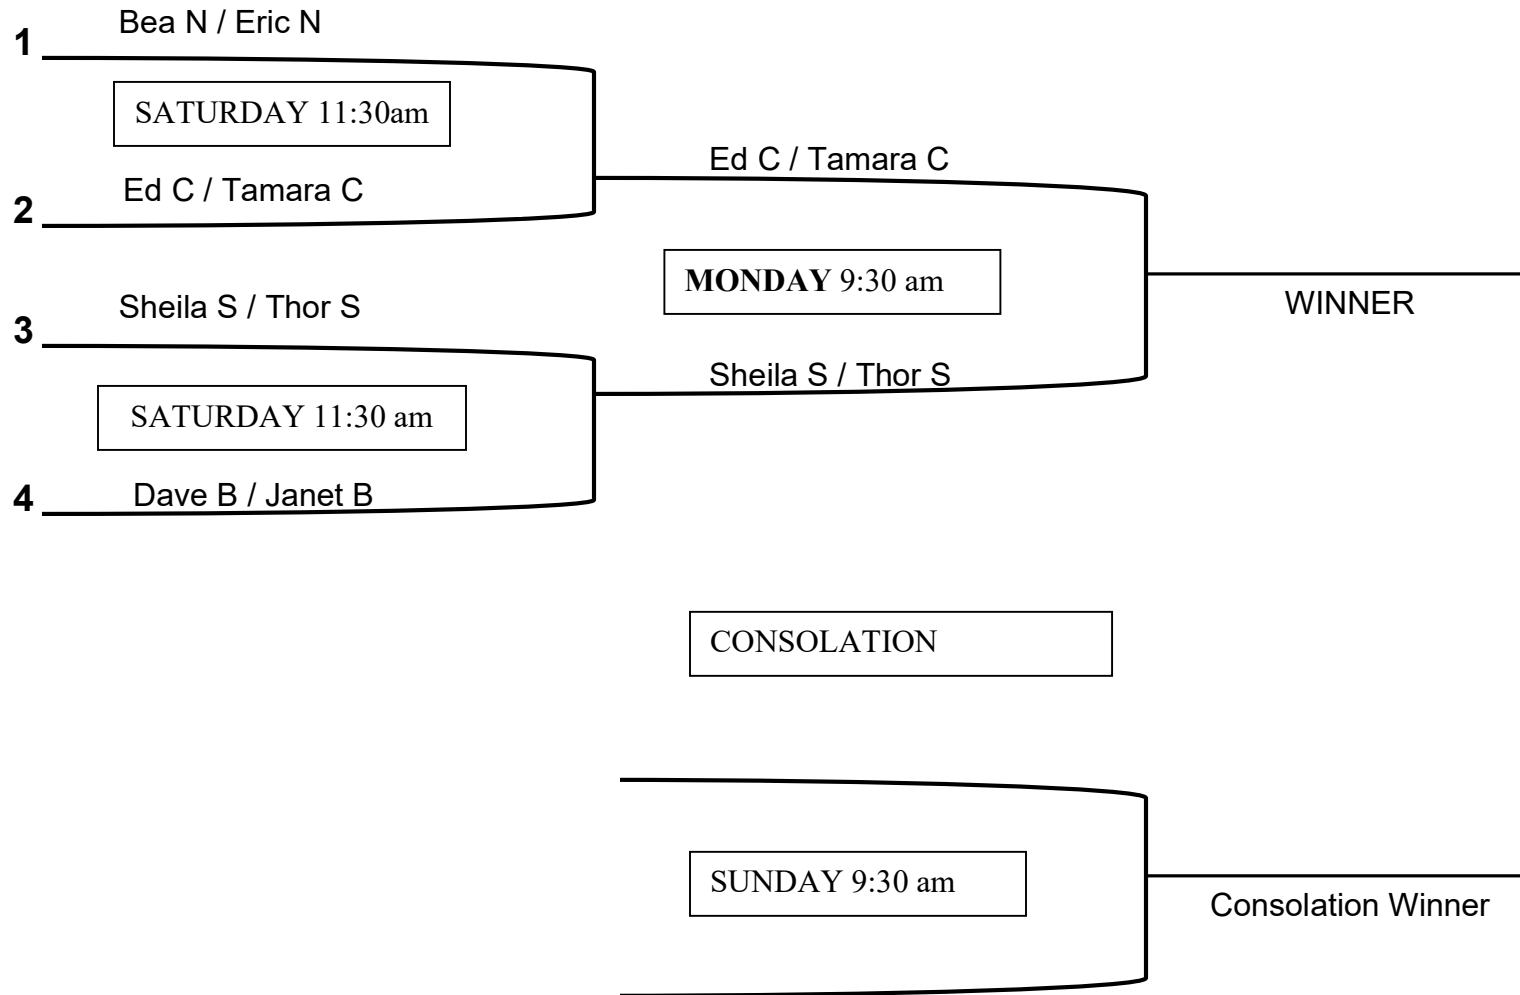 Bea N / Eric N
1
SATURDAY 11:30am
Ed C / Tamara C
Ed C / Tamara C
2
MONDAY 9:30 am
WINNER
Sheila S / Thor S
3
Sheila S / Thor S
SATURDAY 11:30 am
Dave B / Janet B
4
CONSOLATION
SUNDAY 9:30 am
Consolation Winner